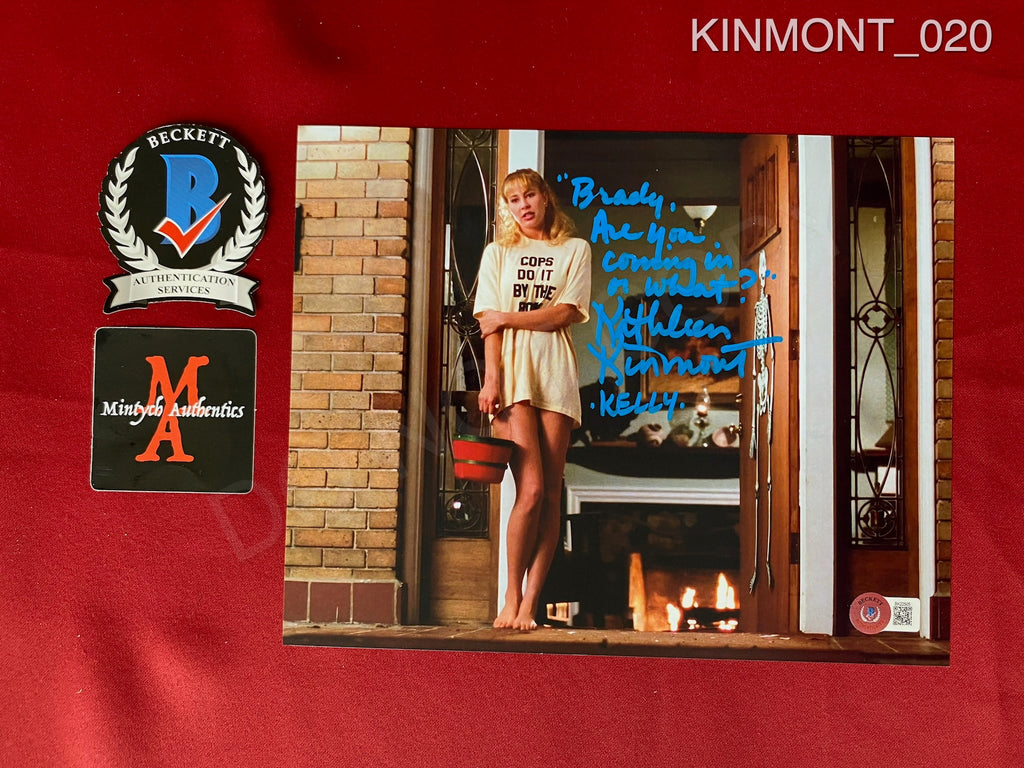 KINMONT_020
BECKETT
B
AUTHENTICATION
SERVICES
MA
Mintych Authentics
COPS
DO IT
BY THE
"Brady,
Are you
coming in
or what?"
Kathleen
Kinmont
·KELLY·
BECKETT